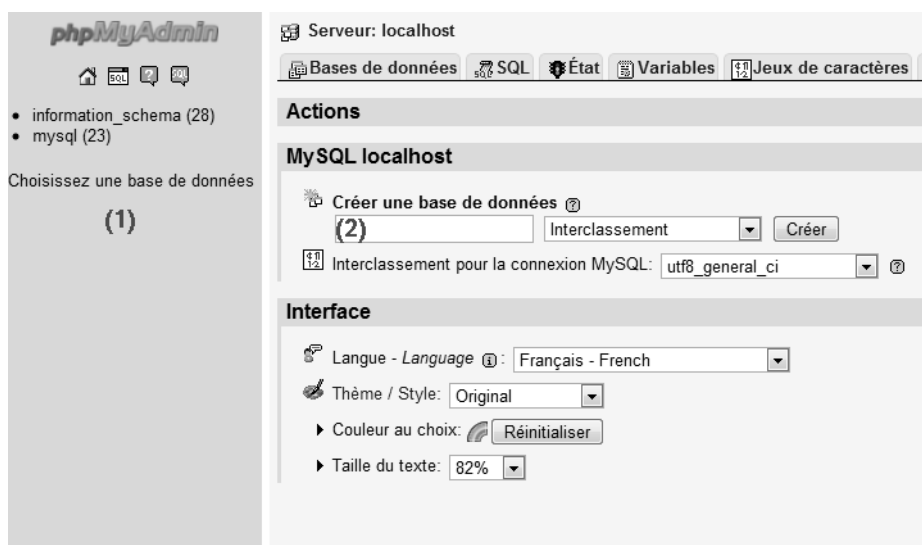 phpMyAdmin
SQL
SQL
information_schema (28)
mysql (23)
Choisissez une base de données
(1)
Serveur: localhost
Bases de données SQL État Variables Jeux de caractères
Actions
MySQL localhost
Créer une base de données
(2) Interclassement Créer
Interclassement pour la connexion MySQL: utf8_general_ci
Interface
Langue - Language : Français - French
Thème / Style: Original
Couleur au choix: Réinitialiser
Taille du texte: 82%